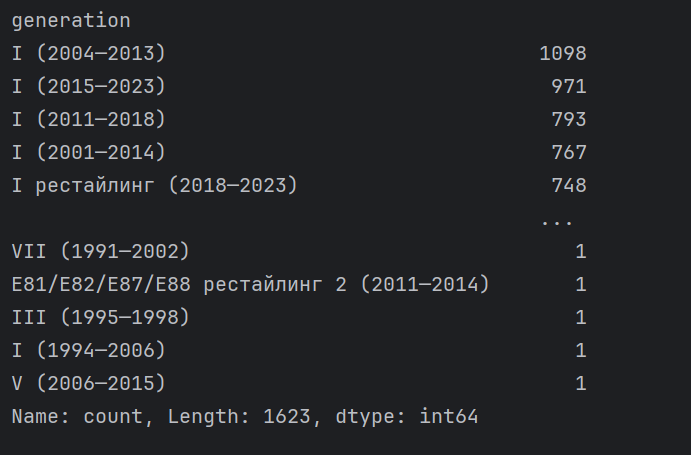 generation
I (2004—2013) 1098
I (2015—2023) 971
I (2011—2018) 793
I (2001—2014) 767
I рестайлинг (2018—2023) 748
...
VII (1991—2002) 1
E81/E82/E87/E88 рестайлинг 2 (2011—2014) 1
III (1995—1998) 1
I (1994—2006) 1
V (2006—2015) 1
Name: count, Length: 1623, dtype: int64